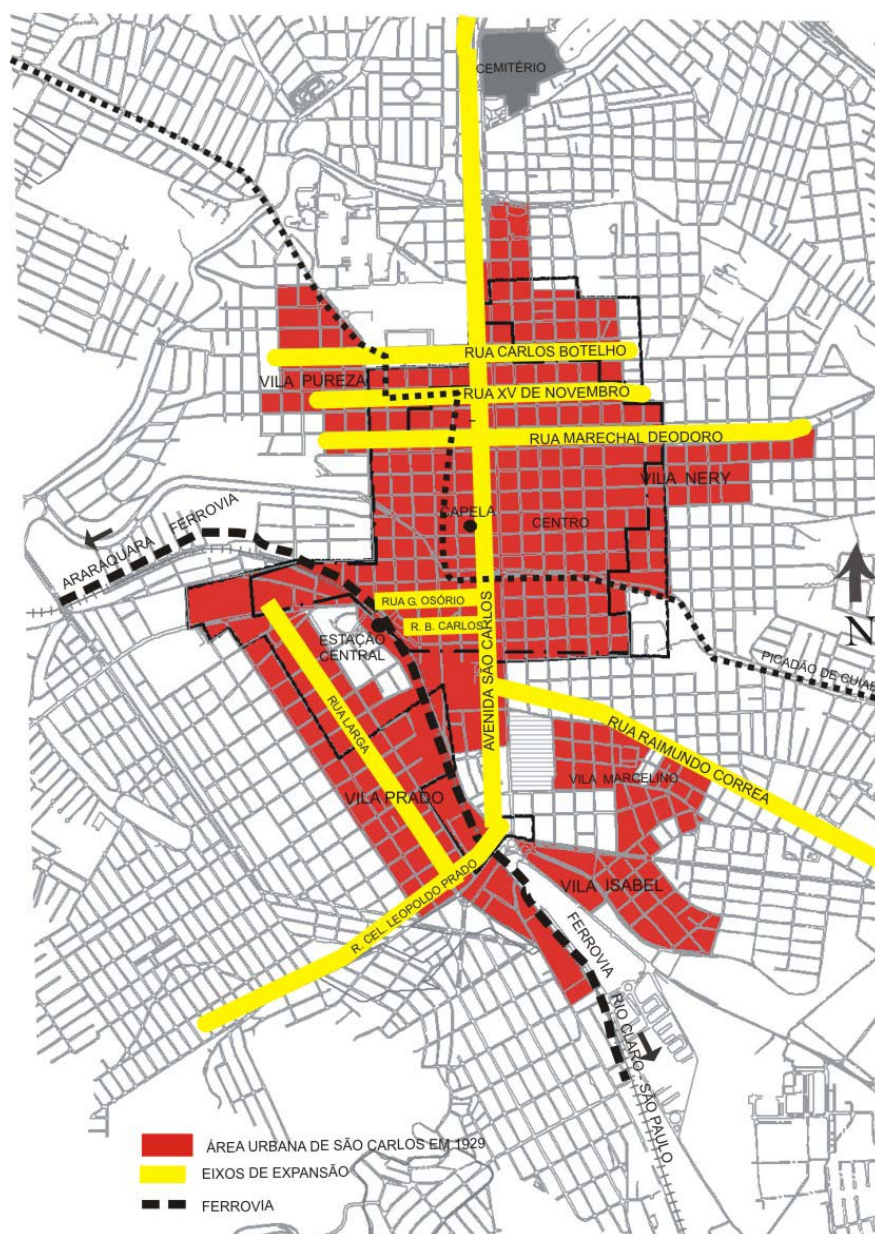 CEMITÉRIO
RUA CARLOS BOTELHO
VILA PUREZA
RUA XV DE NOVEMBRO
RUA MARECHAL DEODORO
VILA NERY
CAPELA
CENTRO
ARARAQUARA FERROVIA
RUA G. OSÓRIO
R. B. CARLOS
ESTAÇÃO
CENTRAL
AVENIDA SÃO CARLOS
N
PICADÃO DE CUIAB
RUA LARGA
RUA RAIMUNDO CORREA
VILA MARCELINO
VILA PRADO
VILA ISABEL
R. CEL. LEOPOLDO PRADO
FERROVIA
RIO CLARO - SÃO PAULO
ÁREA URBANA DE SÃO CARLOS EM 1929
EIXOS DE EXPANSÃO
FERROVIA